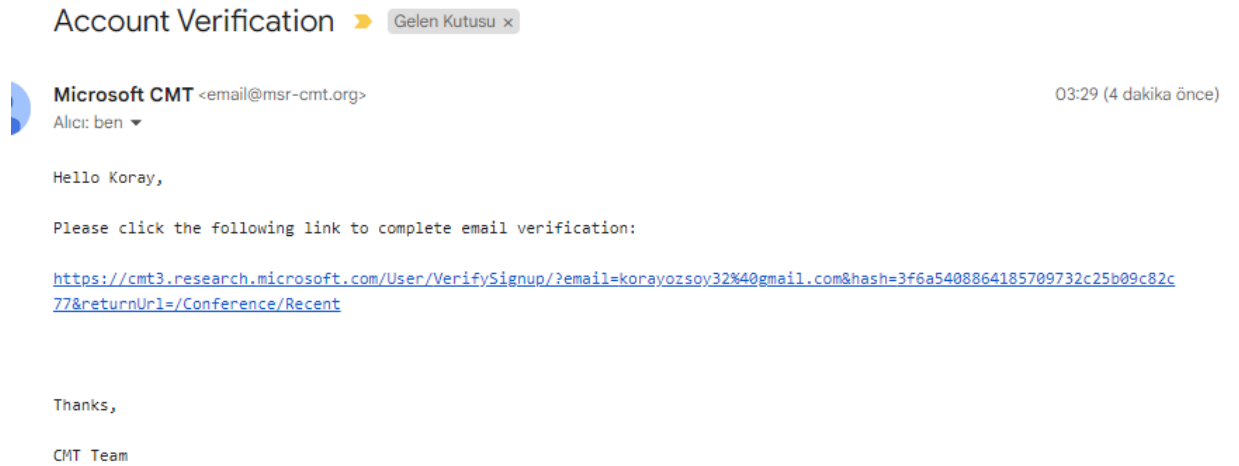 Account Verification Gelen Kutusu ×
Microsoft CMT <email@msr-cmt.org> 03:29 (4 dakika önce)
Alıcı: ben
Hello Koray,
Please click the following link to complete email verification:
https://cmt3.research.microsoft.com/User/VerifySignup/?email=korayozsoy32%40gmail.com&hash=3f6a5408864185709732c25b09c82c
77&returnUrl=/Conference/Recent
Thanks,
CMT Team